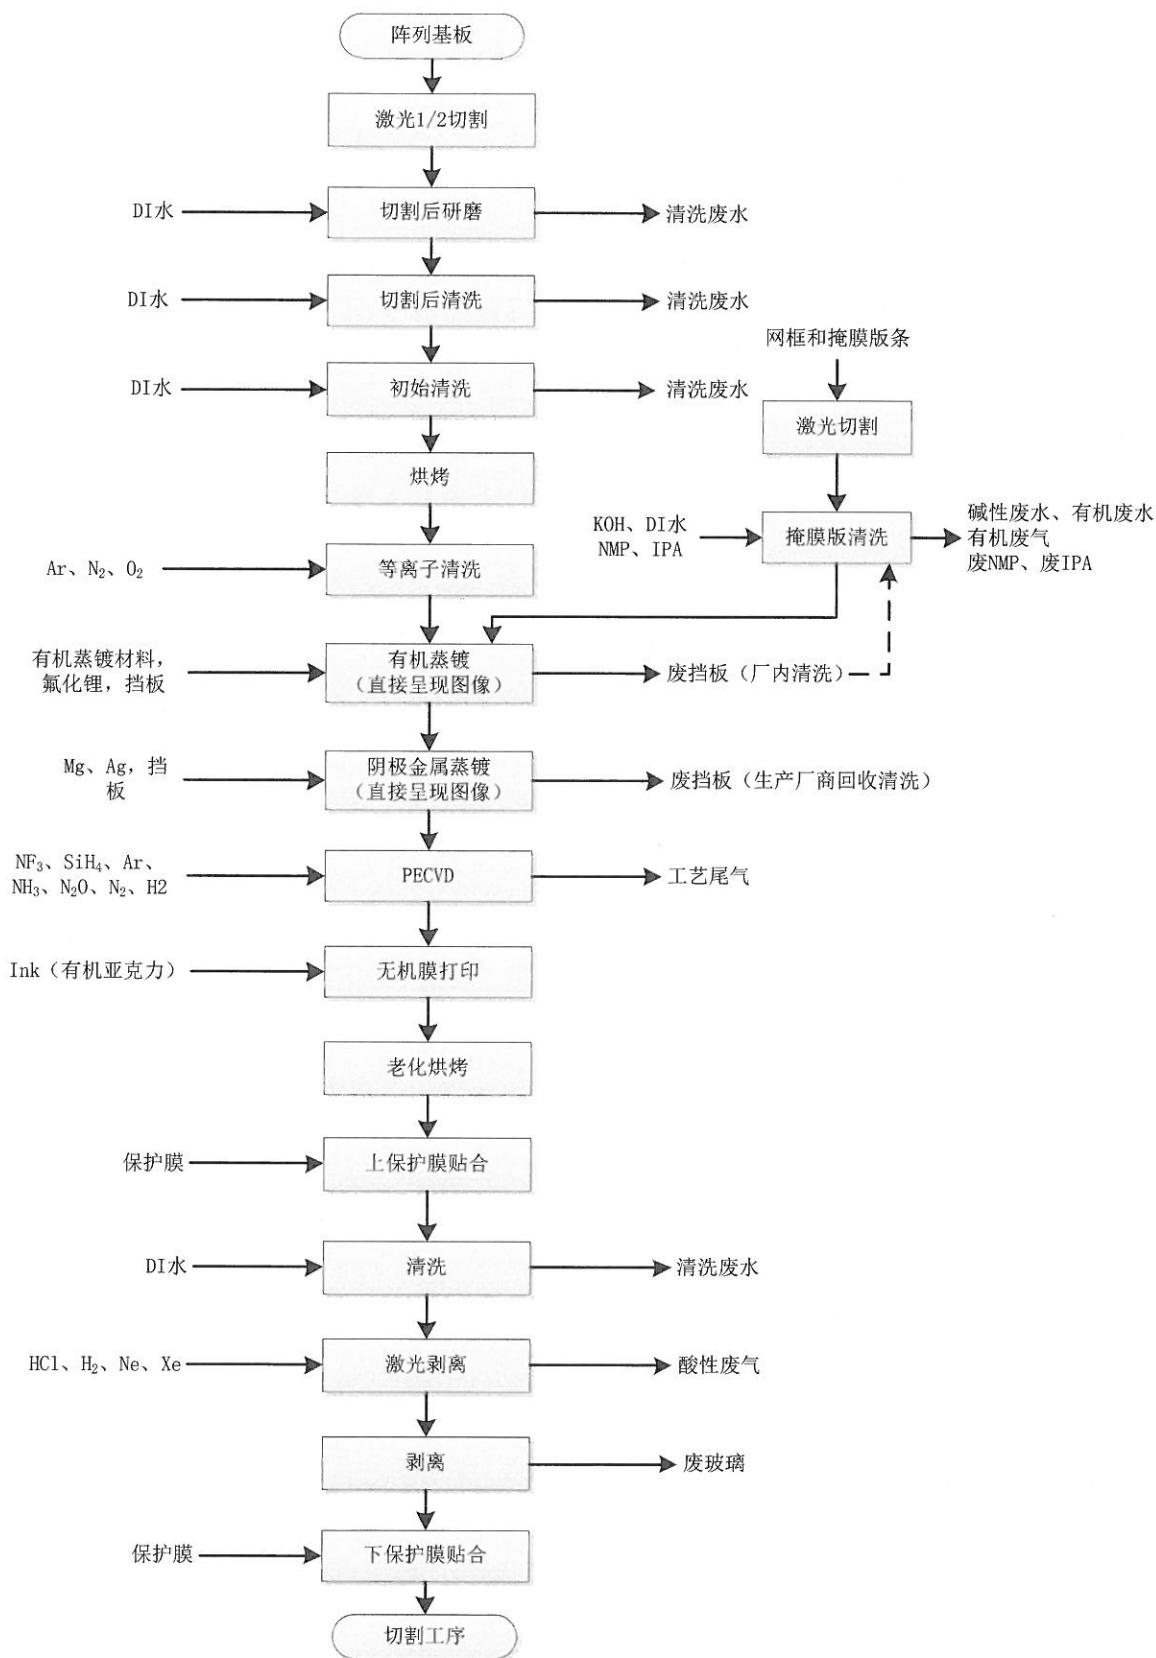 阵列基板
激光1/2切割
DI水
切割后研磨
清洗废水
DI水
切割后清洗
清洗废水
网框和掩膜版条
DI水
初始清洗
清洗废水
激光切割
烘烤
KOH、DI水
NMP、IPA
掩膜版清洗
碱性废水、有机废水
有机废气
废NMP、废IPA
Ar、N₂、O₂
等离子清洗
有机蒸镀材料,
氟化锂,挡板
有机蒸镀
(直接呈现图像)
废挡板(厂内清洗)
Mg、Ag,挡
板
阴极金属蒸镀
(直接呈现图像)
废挡板(生产厂商回收清洗)
NF₃、SiH₄、Ar、
NH₃、N₂O、N₂、H2
PECVD
工艺尾气
Ink(有机亚克力)
无机膜打印
老化烘烤
保护膜
上保护膜贴合
DI水
清洗
清洗废水
HCl、H₂、Ne、Xe
激光剥离
酸性废气
剥离
废玻璃
保护膜
下保护膜贴合
切割工序